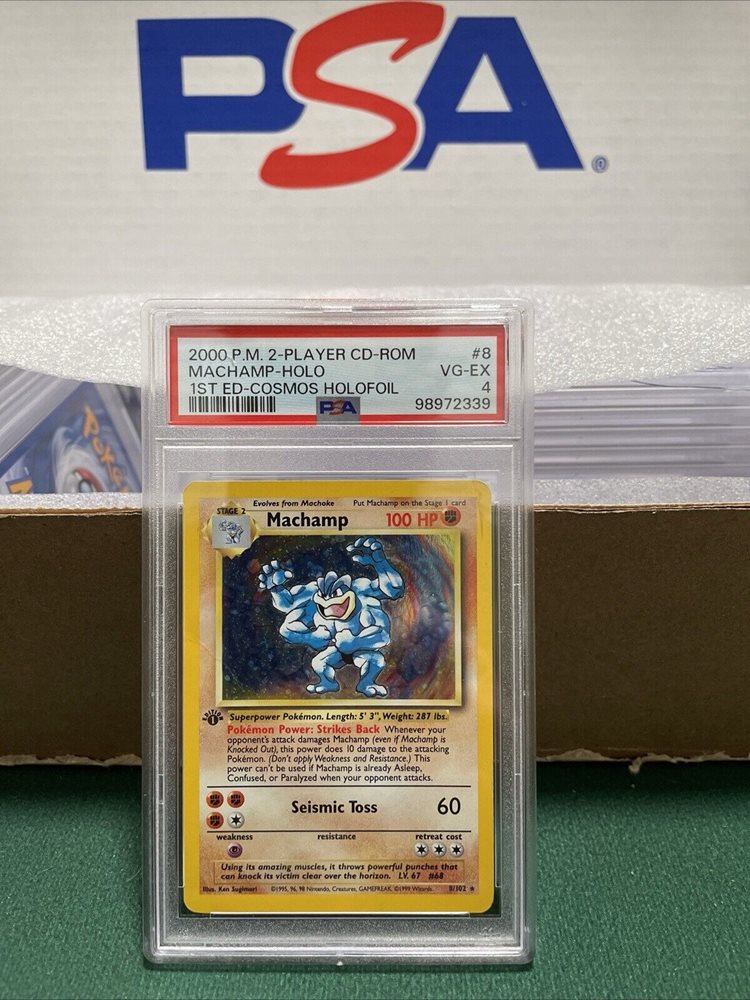 PSA
2000 P.M. 2-PLAYER CD-ROM #8
MACHAMP-HOLO VG-EX
1ST ED-COSMOS HOLOFOIL 4
PSA 98972339
Evolves from Machoke Put Machamp on the Stage 1 card
STAGE 2 Machamp 100 HP
EDITION 1
Superpower Pokémon. Length: 5' 3", Weight: 287 lbs.
Pokémon Power: Strikes Back Whenever your
opponent's attack damages Machamp (even if Machamp is
Knocked Out), this power does 10 damage to the attacking
Pokémon. (Don't apply Weakness and Resistance.) This
power can't be used if Machamp is already Asleep,
Confused, or Paralyzed when your opponent attacks.
Seismic Toss 60
weakness resistance retreat cost
Using its amazing muscles, it throws powerful punches that
can knock its victim clear over the horizon. LV. 67 #68
Illus. Ken Sugimori ©1995, 96, 98 Nintendo, Creatures, GAMEFREAK. ©1999 Wizards. 8/102